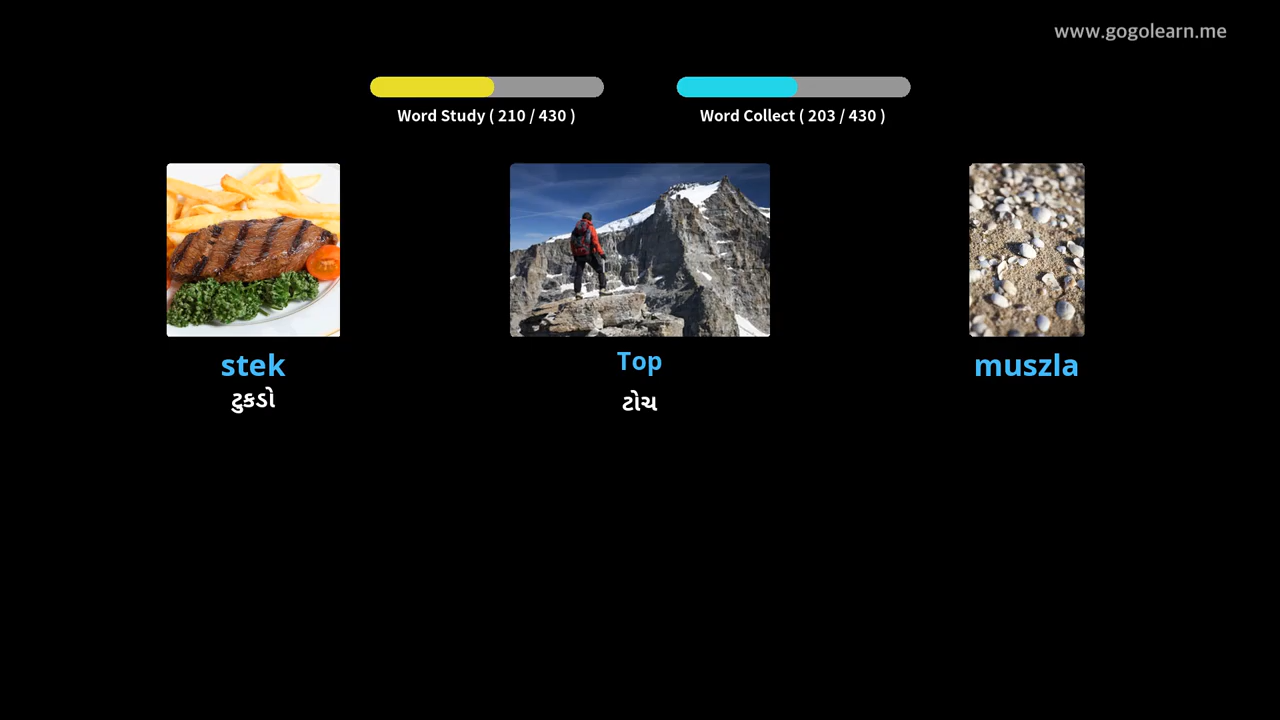 www.gogolearn.me
Word Study ( 210 / 430 )
Word Collect ( 203 / 430 )
stek
ટુકડો
Top
ટોચ
muszla